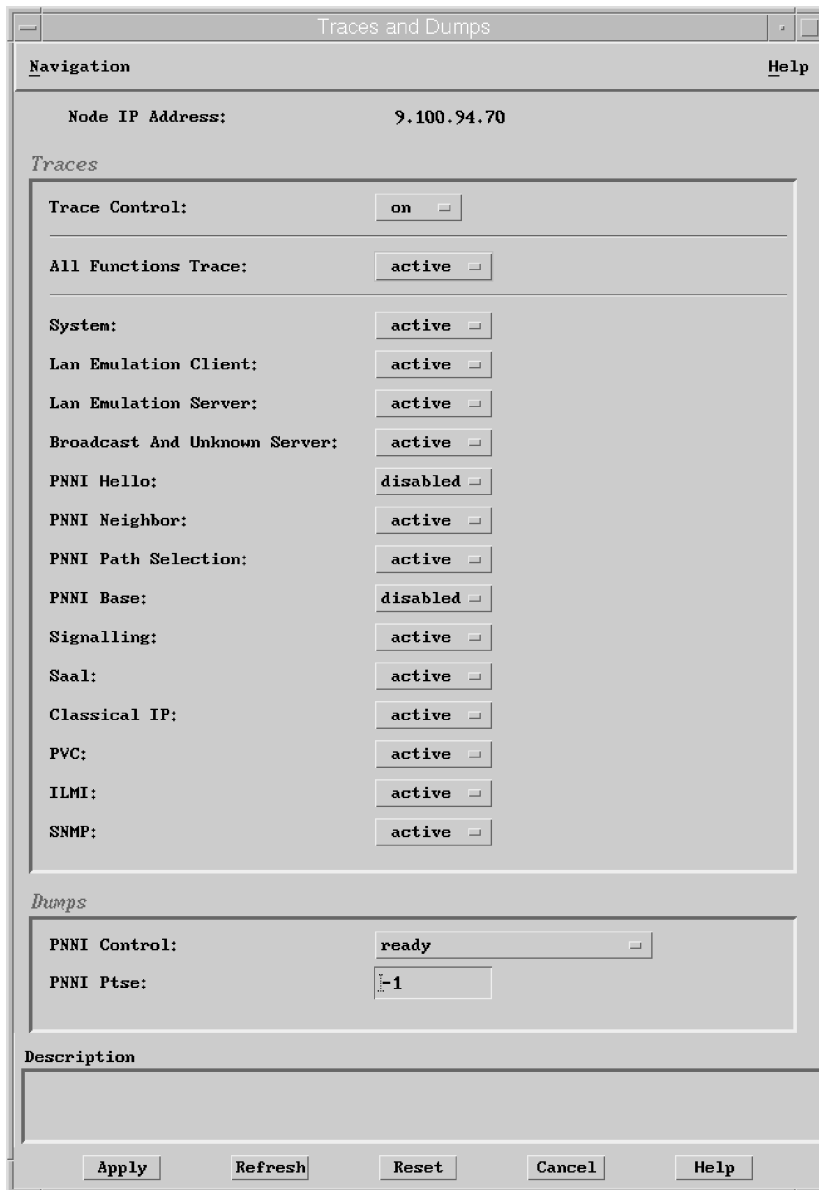 Traces and Dumps
Navigation Help
Node IP Address: 9.100.94.70
Traces
Trace Control: on
All Functions Trace: active
System: active
Lan Emulation Client: active
Lan Emulation Server: active
Broadcast And Unknown Server: active
PNNI Hello: disabled
PNNI Neighbor: active
PNNI Path Selection: active
PNNI Base: disabled
Signalling: active
Saal: active
Classical IP: active
PVC: active
ILMI: active
SNMP: active
Dumps
PNNI Control: ready
PNNI Ptse: -1
Description
Apply Refresh Reset Cancel Help